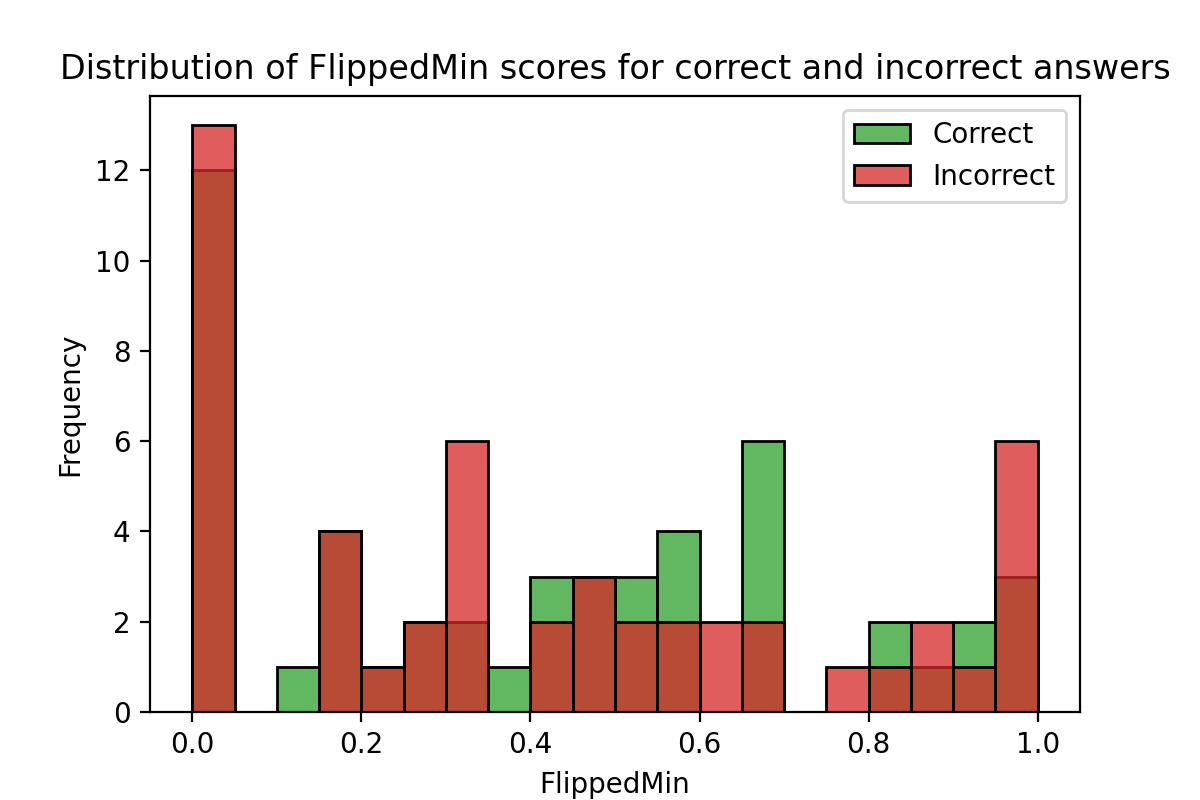 Distribution of FlippedMin scores for correct and incorrect answers
Correct
Incorrect
12
10
8
6
4
2
0
Frequency
0.0 0.2 0.4 0.6 0.8 1.0
FlippedMin